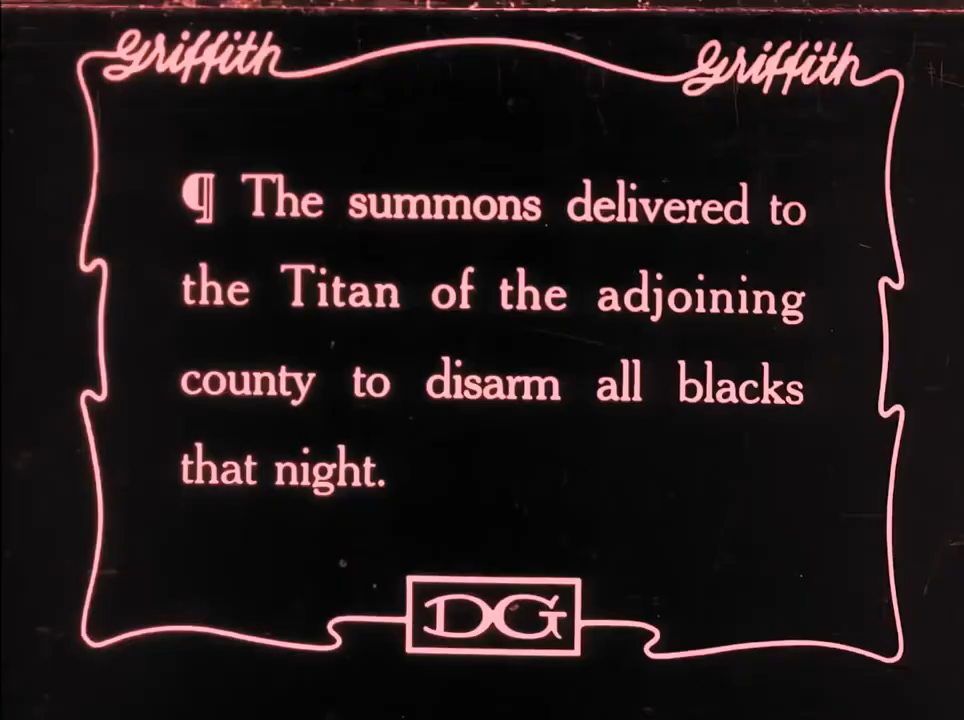 Griffith Griffith
¶ The summons delivered to
the Titan of the adjoining
county to disarm all blacks
that night.
DG